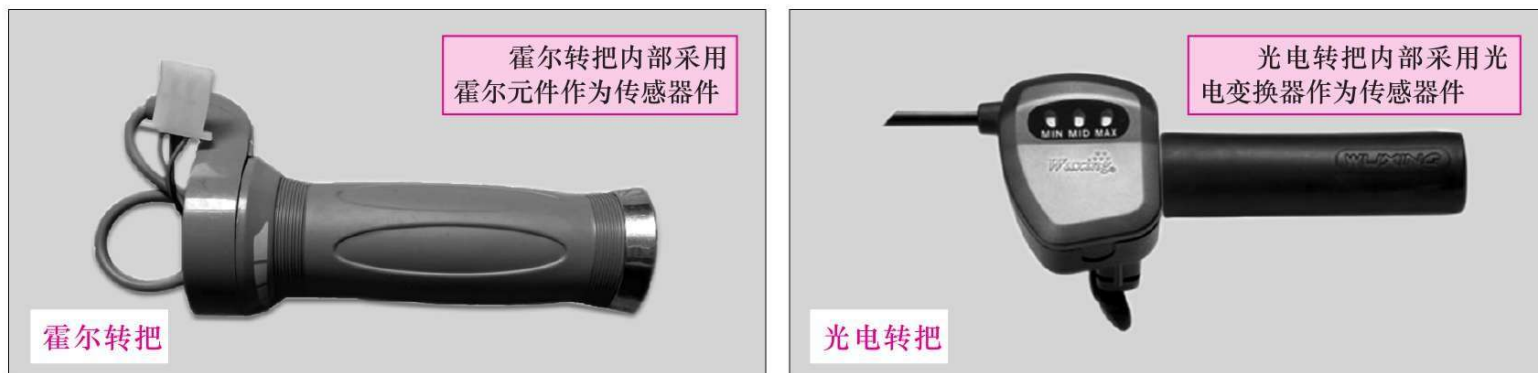 霍尔转把内部采用
霍尔元件作为传感器件
霍尔转把
光电转把内部采用光
电变换器作为传感器件
MIN MID MAX
Wuxing
WUXING
光电转把